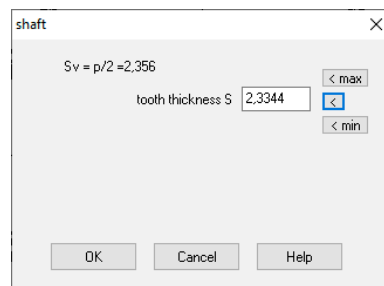 shaft
Sv = p/2 =2,356
< max
tooth thickness S 2,3344 <
< min
OK Cancel Help